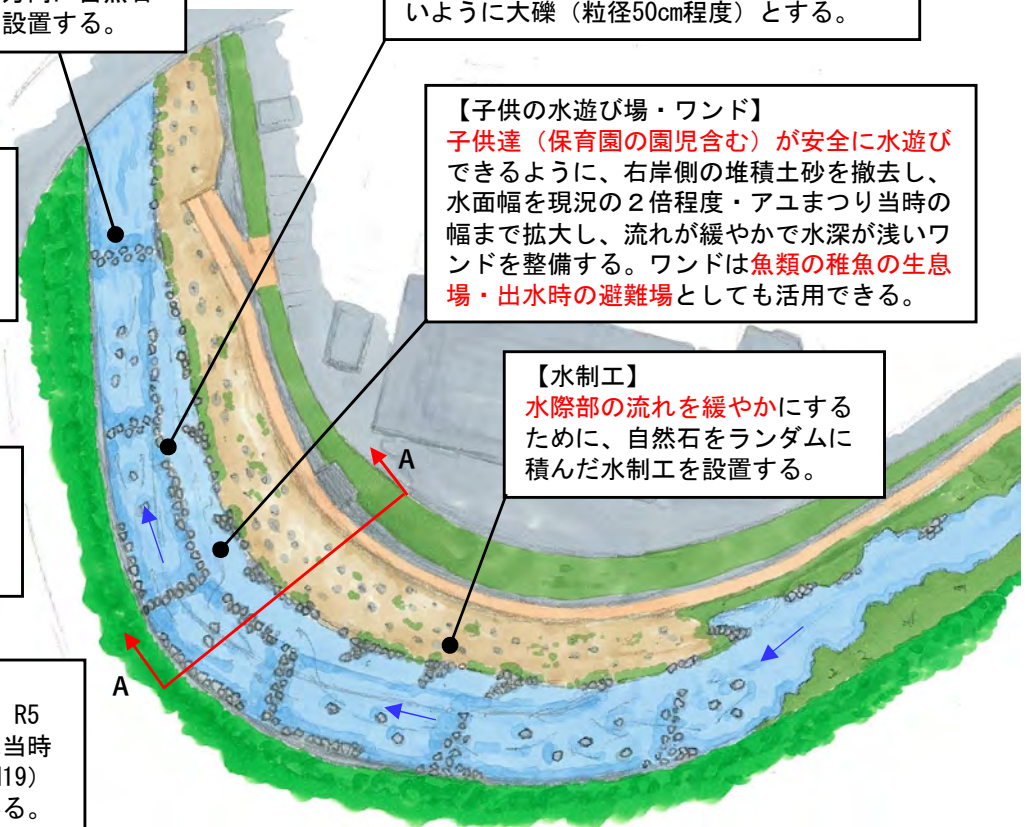 設置する。
いように大礫（粒径50cm程度）とする。
【子供の水遊び場・ワンド】
子供達（保育園の園児含む）が安全に水遊び
できるように、右岸側の堆積土砂を撤去し、
水面幅を現況の２倍程度・アユまつり当時の
幅まで拡大し、流れが緩やかで水深が浅いワ
ンドを整備する。ワンドは魚類の稚魚の生息
場・出水時の避難場としても活用できる。
【水制工】
水際部の流れを緩やかにする
ために、自然石をランダムに
積んだ水制工を設置する。
A
A
R5
当時
19）
る。